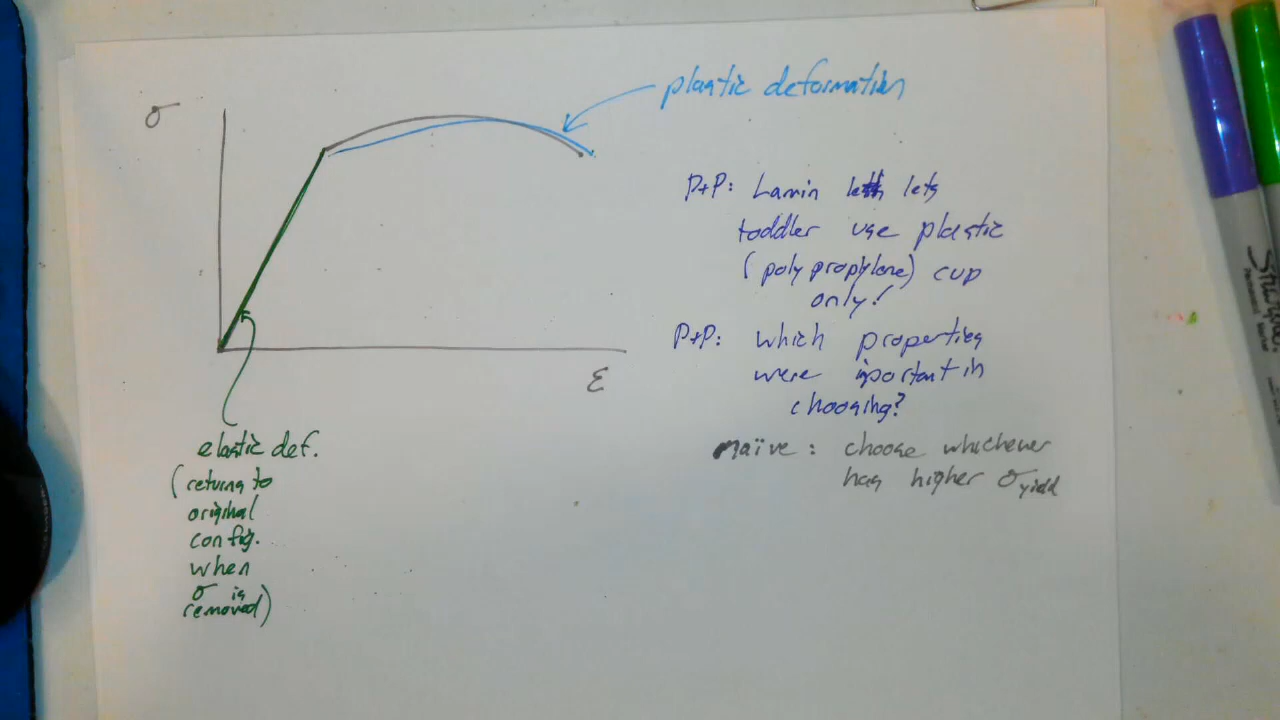 σ
plastic deformation
ε
elastic def.
(returns to
original
config.
when
σ is
removed)
P+P: Lamin lets
toddler use plastic
(polypropylene) cup
only!
P+P: which properties
were important in
choosing?
naïve: choose whichever
has higher σyield